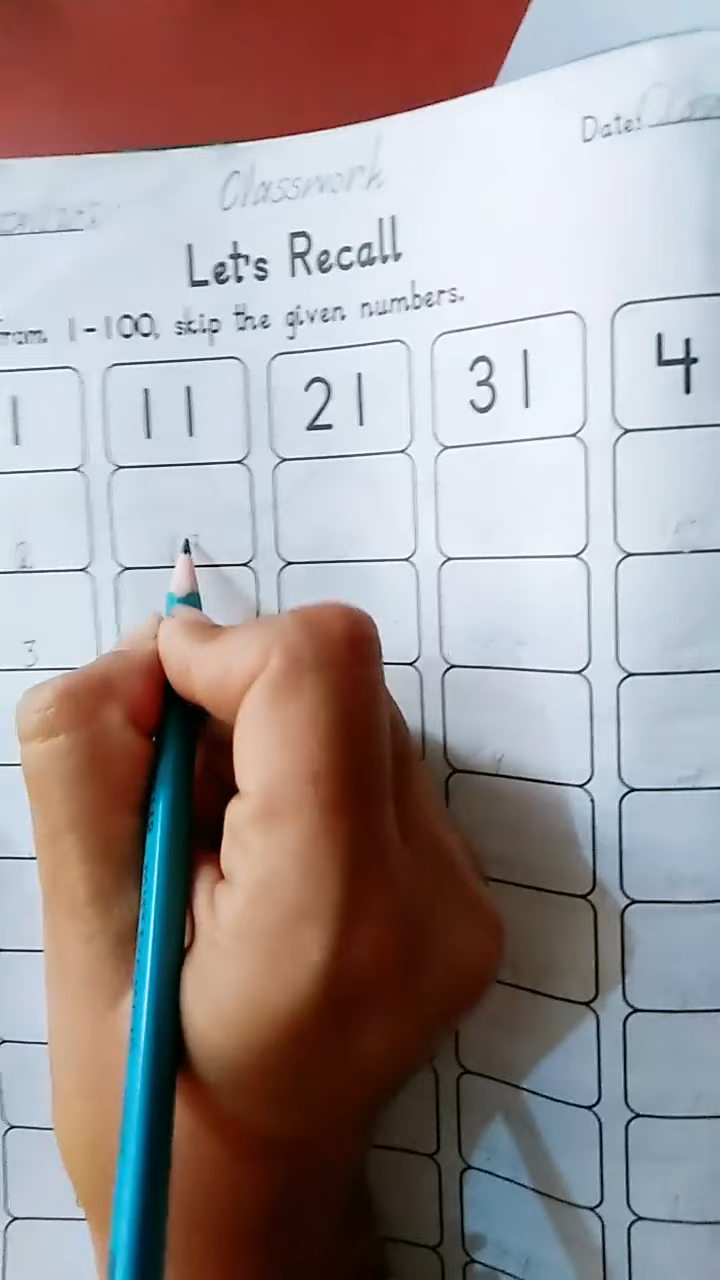 Date:
Classwork
Let's Recall
from 1-100, skip the given numbers.
1 11 21 31 4
2
3